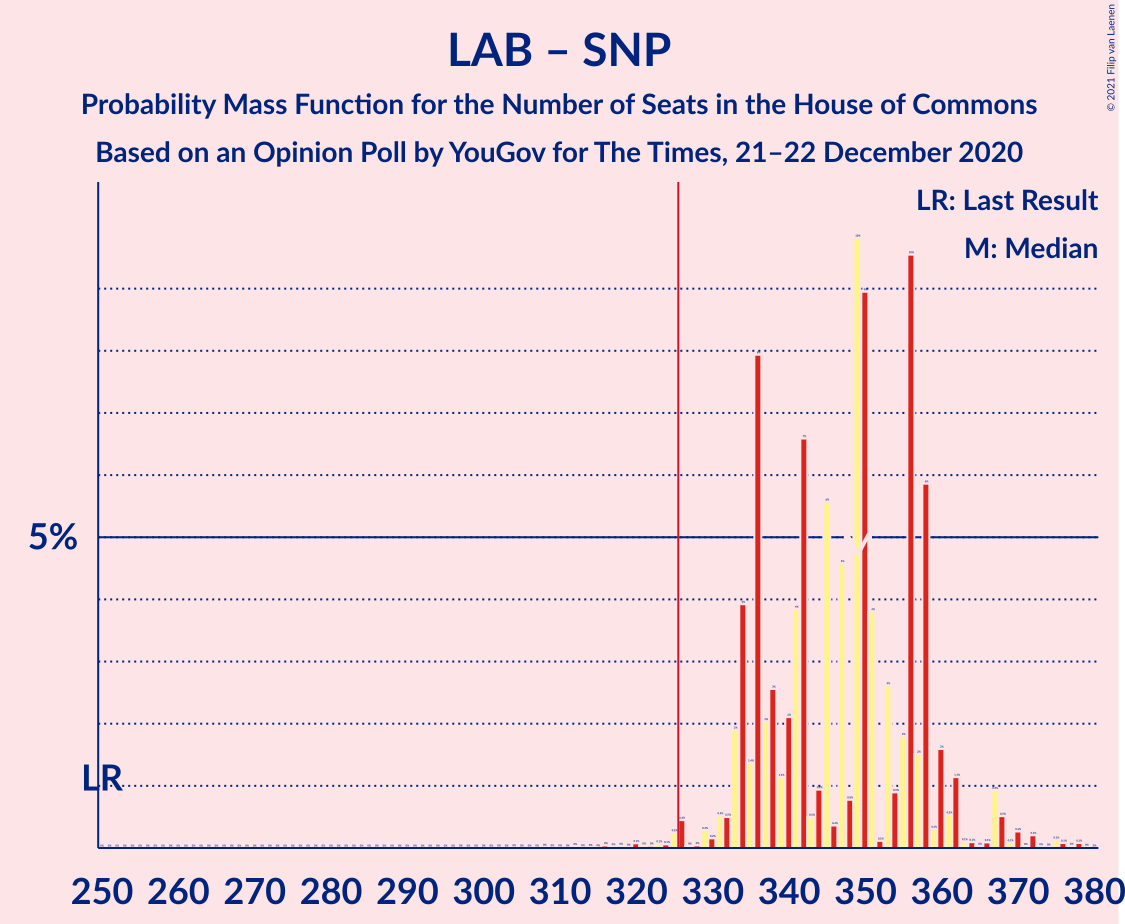 LAB – SNP
Probability Mass Function for the Number of Seats in the House of Commons
Based on an Opinion Poll by YouGov for The Times, 21–22 December 2020
© 2021 Filip van Laenen
LR: Last Result
M: Median
5%
LR
250 260 270 280 290 300 310 320 330 340 350 360 370 380